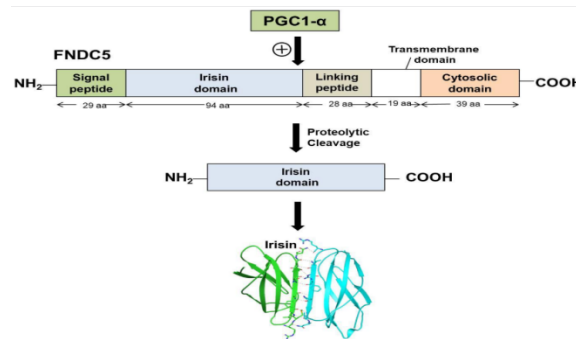 PGC1-α
FNDC5
Transmembrane
domain
NH2
Signal
peptide
Irisin
domain
Linking
peptide
Cytosolic
domain
COOH
29 aa
94 aa
28 aa
19 aa
39 aa
Proteolytic
Cleavage
NH2
Irisin
domain
COOH
Irisin